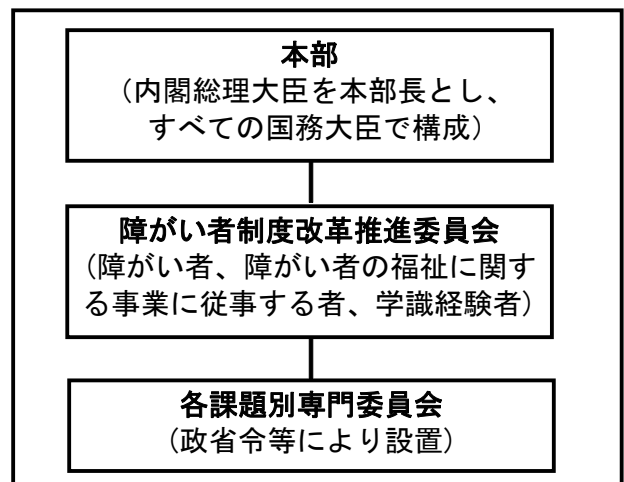 本部
（内閣総理大臣を本部長とし、
すべての国務大臣で構成）
障がい者制度改革推進委員会
（障がい者、障がい者の福祉に関す
る事業に従事する者、学識経験者）
各課題別専門委員会
（政省令等により設置）